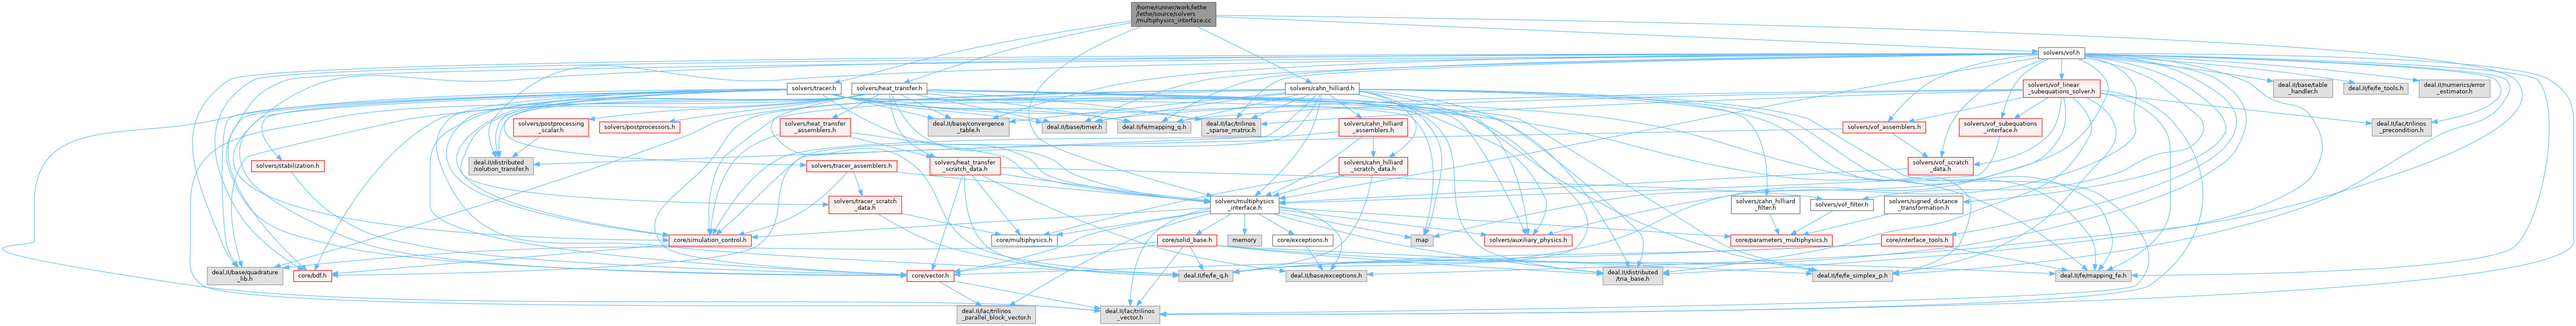 /home/runner/work/lethe
/lethe/source/solvers
/multiphysics_interface.cc
solvers/vof.h
solvers/tracer.h
solvers/heat_transfer.h
solvers/cahn_hilliard.h
solvers/vof_linear
_subequations_solver.h
deal.II/base/table
_handler.h
deal.II/fe/fe_tools.h
deal.II/numerics/error
_estimator.h
solvers/postprocessing
_scalar.h
solvers/postprocessors.h
solvers/heat_transfer
_assemblers.h
deal.II/base/convergence
_table.h
deal.II/base/timer.h
deal.II/fe/mapping_q.h
deal.II/lac/trilinos
_sparse_matrix.h
solvers/cahn_hilliard
_assemblers.h
solvers/vof_assemblers.h
solvers/vof_subequations
_interface.h
deal.II/lac/trilinos
_precondition.h
solvers/stabilization.h
deal.II/distributed
/solution_transfer.h
solvers/tracer_assemblers.h
solvers/heat_transfer
_scratch_data.h
solvers/cahn_hilliard
_scratch_data.h
solvers/vof_scratch
_data.h
solvers/tracer_scratch
_data.h
solvers/multiphysics
_interface.h
solvers/cahn_hilliard
_filter.h
solvers/vof_filter.h
solvers/signed_distance
_transformation.h
core/simulation_control.h
core/multiphysics.h
core/solid_base.h
memory
core/exceptions.h
map
solvers/auxiliary_physics.h
core/parameters_multiphysics.h
core/interface_tools.h
deal.II/base/quadrature
_lib.h
core/bdf.h
core/vector.h
deal.II/fe/fe_q.h
deal.II/base/exceptions.h
deal.II/distributed
/tria_base.h
deal.II/fe/fe_simplex_p.h
deal.II/fe/mapping_fe.h
deal.II/lac/trilinos
_parallel_block_vector.h
deal.II/lac/trilinos
_vector.h